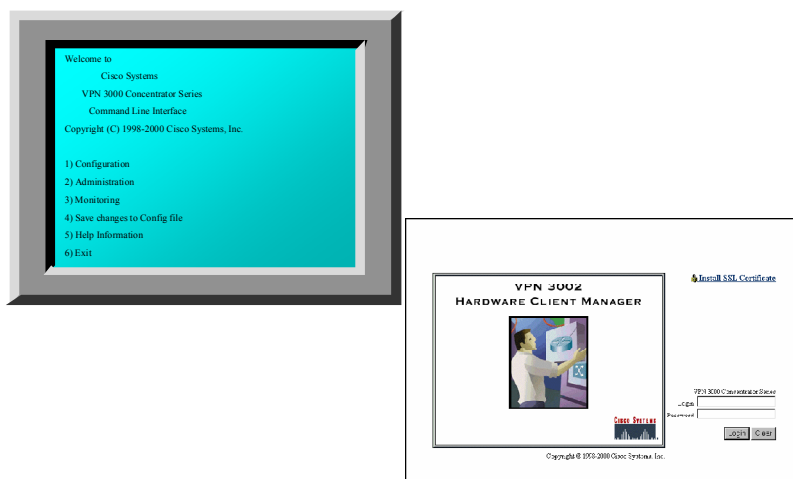 Welcome to
Cisco Systems
VPN 3000 Concentrator Series
Command Line Interface
Copyright (C) 1998-2000 Cisco Systems, Inc.
1) Configuration
2) Administration
3) Monitoring
4) Save changes to Config file
5) Help Information
6) Exit
Install SSL Certificate
VPN 3002
HARDWARE CLIENT MANAGER
VPN 3000 Concentrator Series
Login
Password
CISCO SYSTEMS
Login Clear
Copyright © 1998-2000 Cisco Systems, Inc.